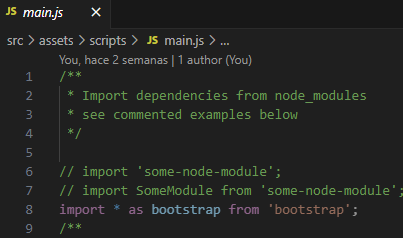 JS main.js
src > assets > scripts > JS main.js > ...
You, hace 2 semanas | 1 author (You)
1 /**
2 * Import dependencies from node_modules
3 * see commented examples below
4 */
5
6 // import 'some-node-module';
7 // import SomeModule from 'some-node-module';
8 import * as bootstrap from 'bootstrap';
9 /**